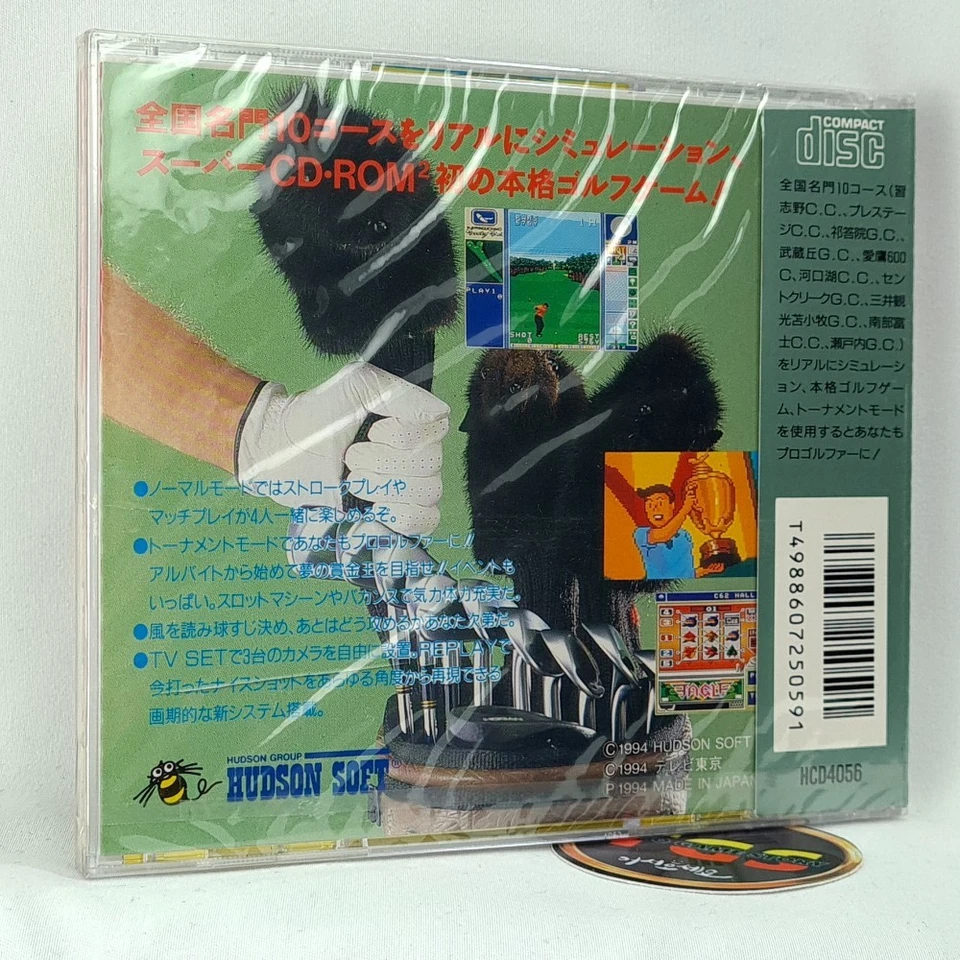 全国名門10コースをリアルにシミュレーション、
スーパーCD・ROM²初の本格ゴルフゲーム!
COMPACT
disc
全国名門10コース(習
志野C.C.、プレステー
ジC.C.、祁答院G.C.、
武蔵丘G.C.、愛鷹600
C、河口湖C.C.、セン
トクリークG.C.、三井観
光苫小牧G.C.、南部富
士C.C.、瀬戸内G.C.)
をリアルにシミュレーシ
ョン、本格ゴルフゲー
ム、トーナメントモード
を使用するとあなたも
プロゴルファーに!
PLAY1
SHOT
REST
●ノーマルモードではストロークプレイや
マッチプレイが4人一緒に楽しめるぞ。
●トーナメントモードであなたもプロゴルファーに!!
アルバイトから始めて夢の賞金王を目指せ!イベントも
いっぱい。スロットマシーンやバカンスで気力体力充実だ。
●風を読み球すじ決め、あとはどう攻めるかあなた次第だ。
●TV SETで3台のカメラを自由に設置。REPLAYで
今打ったナイスショットをあらゆる角度から再現できる
画期的な新システム搭載。
EAGLE
T4988607250591
HCD4056
HUDSON GROUP
HUDSON SOFT®
©1994 HUDSON SOFT
©1994 テレビ東京
℗1994 MADE IN JAPAN